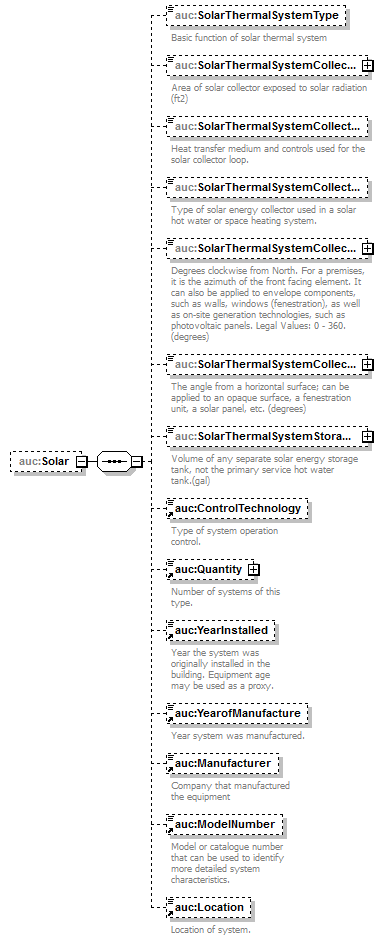 auc:SolarThermalSystemType
Basic function of solar thermal system
auc:SolarThermalSystemCollec...
Area of solar collector exposed to solar radiation
(ft2)
auc:SolarThermalSystemCollect...
Heat transfer medium and controls used for the
solar collector loop.
auc:SolarThermalSystemCollect...
Type of solar energy collector used in a solar
hot water or space heating system.
auc:SolarThermalSystemCollec...
Degrees clockwise from North. For a premises,
it is the azimuth of the front facing element. It
can also be applied to envelope components,
such as walls, windows (fenestration), as well
as on-site generation technologies, such as
photovoltaic panels. Legal Values: 0 - 360.
(degrees)
auc:SolarThermalSystemCollec...
The angle from a horizontal surface; can be
applied to an opaque surface, a fenestration
unit, a solar panel, etc. (degrees)
auc:SolarThermalSystemStora...
Volume of any separate solar energy storage
tank, not the primary service hot water
tank.(gal)
auc:Solar
auc:ControlTechnology
Type of system operation
control.
auc:Quantity
Number of systems of this
type.
auc:YearInstalled
Year the system was
originally installed in the
building. Equipment age
may be used as a proxy.
auc:YearofManufacture
Year system was manufactured.
auc:Manufacturer
Company that manufactured
the equipment
auc:ModelNumber
Model or catalogue number
that can be used to identify
more detailed system
characteristics.
auc:Location
Location of system.